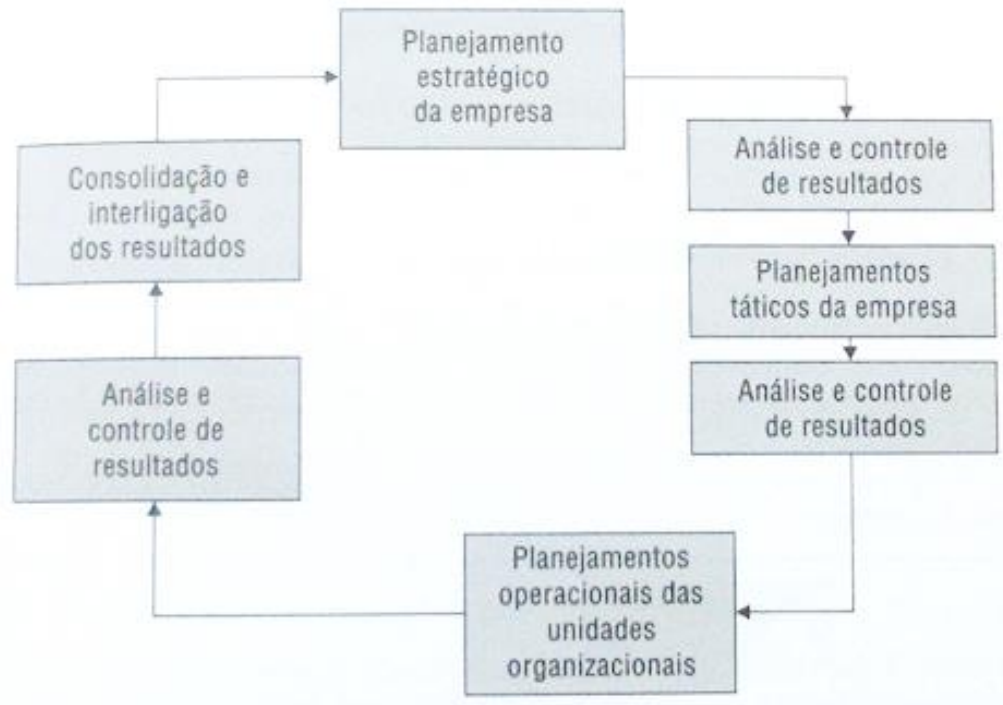 Planejamento
estratégico
da empresa
Análise e controle
de resultados
Planejamentos
táticos da empresa
Análise e controle
de resultados
Planejamentos
operacionais das
unidades
organizacionais
Análise e
controle de
resultados
Consolidação e
interligação
dos resultados